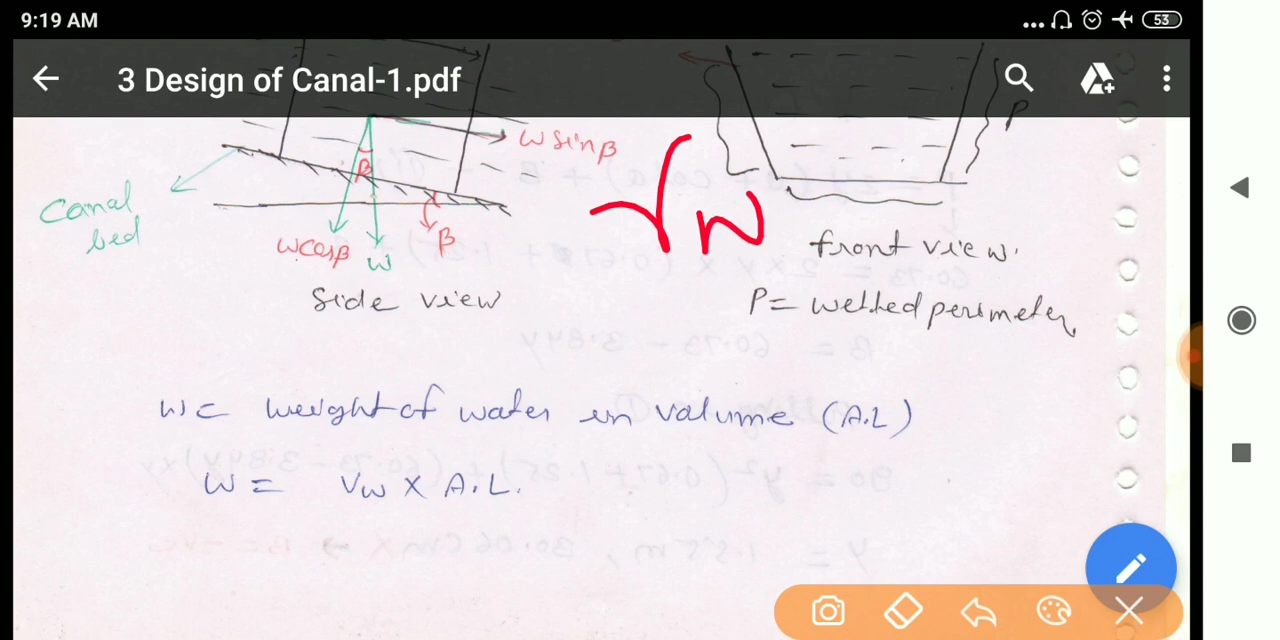 9:19 AM
53
3 Design of Canal-1.pdf
w sinβ
P
β
Canal
bed
wcosβ
w
β
γw
front view.
Side view
P = wetted perimeter
w = weight of water in volume (A.L)
w = γw X A.L.